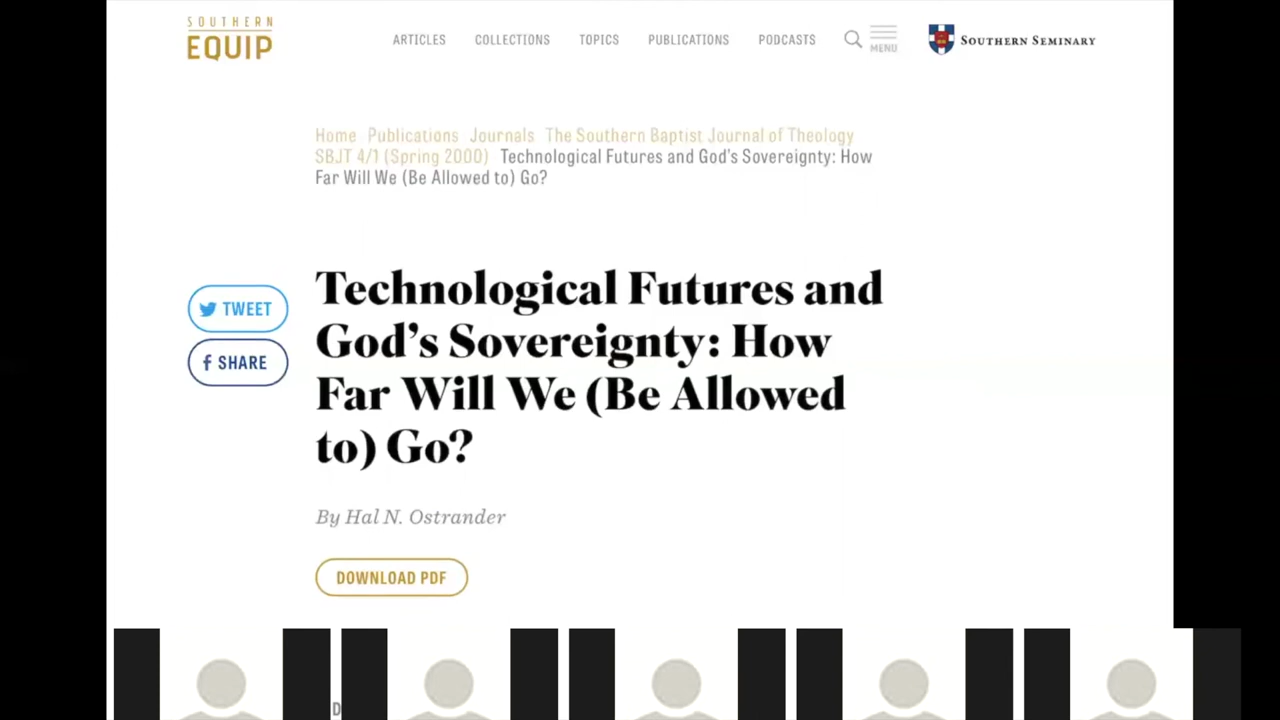 SOUTHERN
EQUIP
ARTICLES COLLECTIONS TOPICS PUBLICATIONS PODCASTS
MENU
SOUTHERN SEMINARY
Home Publications Journals The Southern Baptist Journal of Theology
SBJT 4/1 (Spring 2000) Technological Futures and God's Sovereignty: How
Far Will We (Be Allowed to) Go?
Technological Futures and
God's Sovereignty: How
Far Will We (Be Allowed
to) Go?
TWEET
SHARE
By Hal N. Ostrander
DOWNLOAD PDF
D